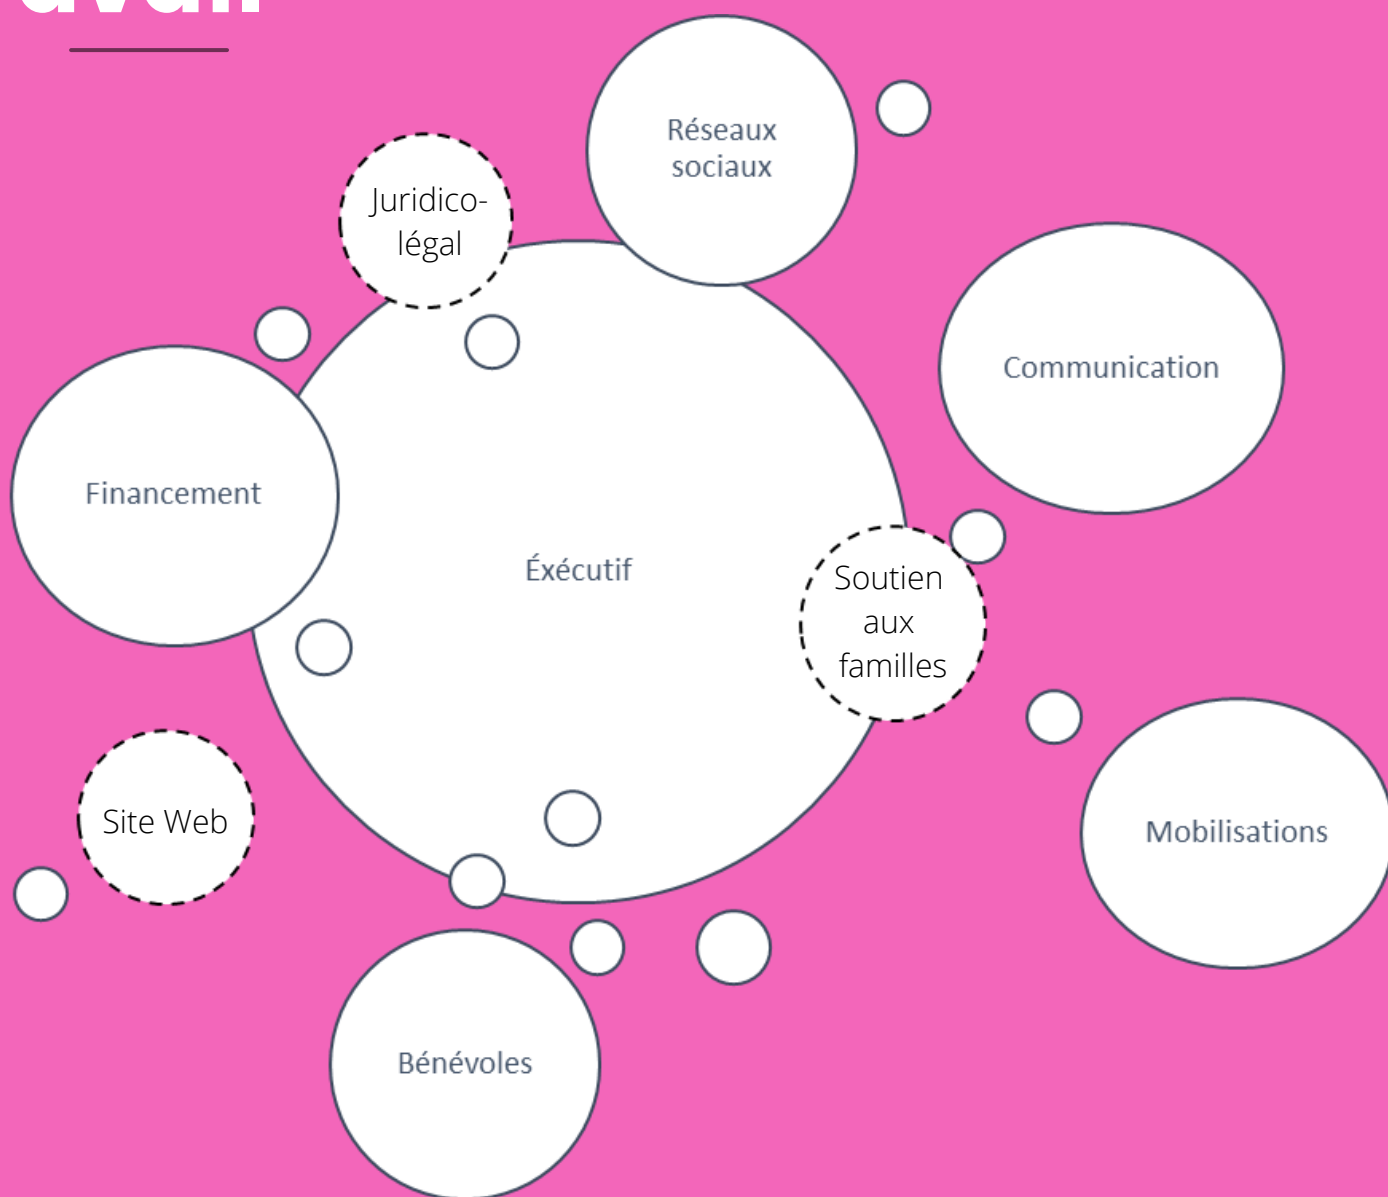 Réseaux
sociaux
Juridico-
légal
Communication
Financement
Éxécutif
Soutien
aux
familles
Site Web
Mobilisations
Bénévoles